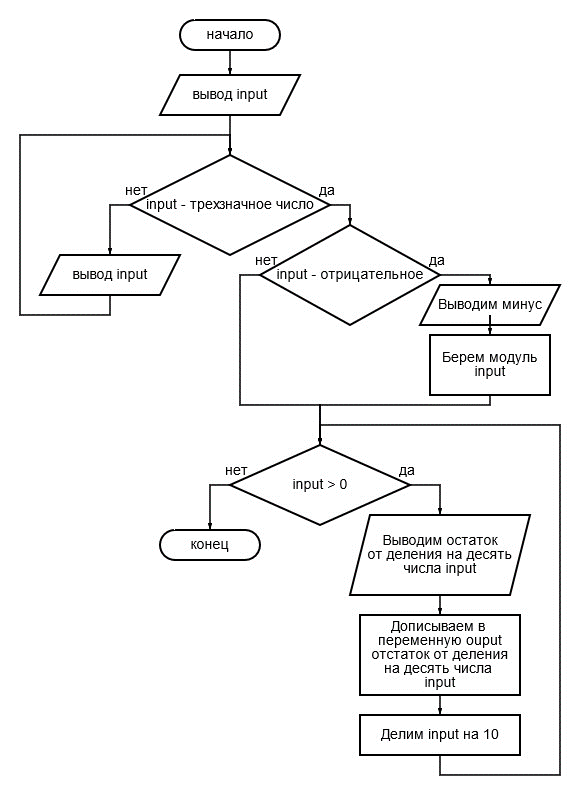 начало
вывод input
нет
да
input - трехзначное число
вывод input
нет
да
input - отрицательное
Выводим минус
Берем модуль
input
нет
да
input > 0
конец
Выводим остаток
от деления на десять
числа input
Дописываем в
переменную ouput
отстаток от деления
на десять числа
input
Делим input на 10